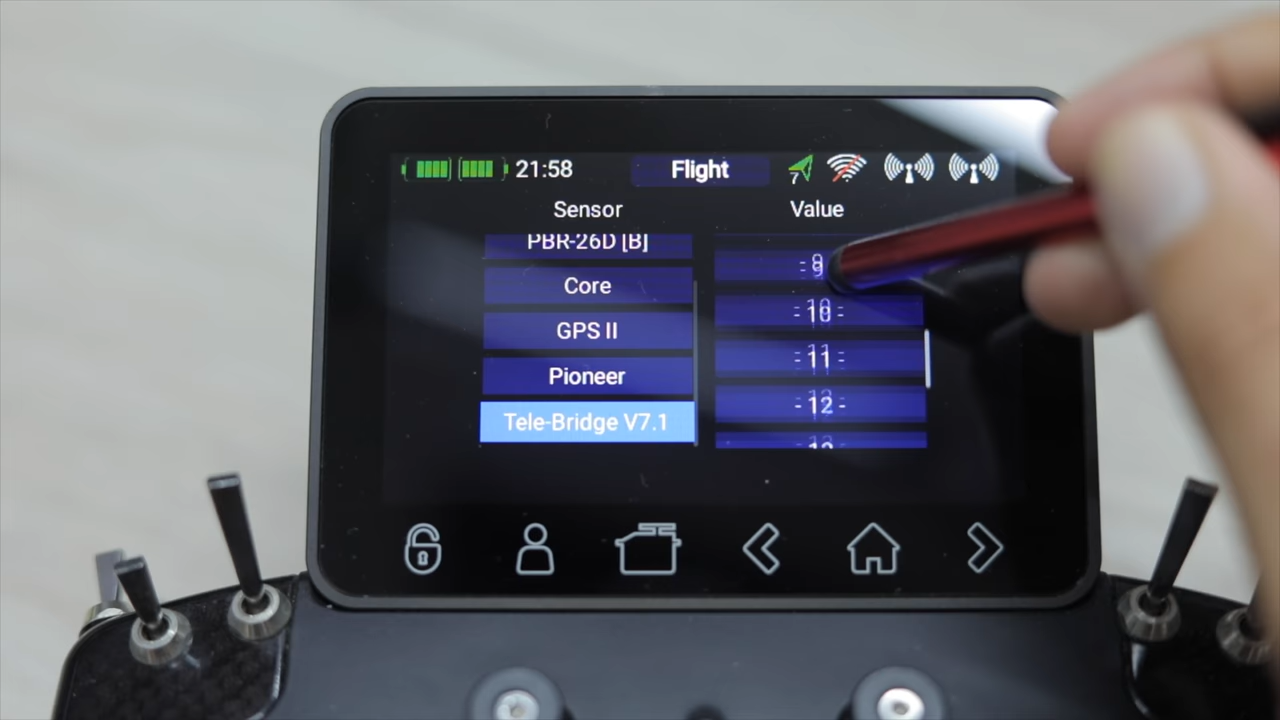 21:58 Flight 7
Sensor Value
PBR-26D [B] - 9 -
Core - 10 -
GPS II - 11 -
Pioneer - 12 -
Tele-Bridge V7.1